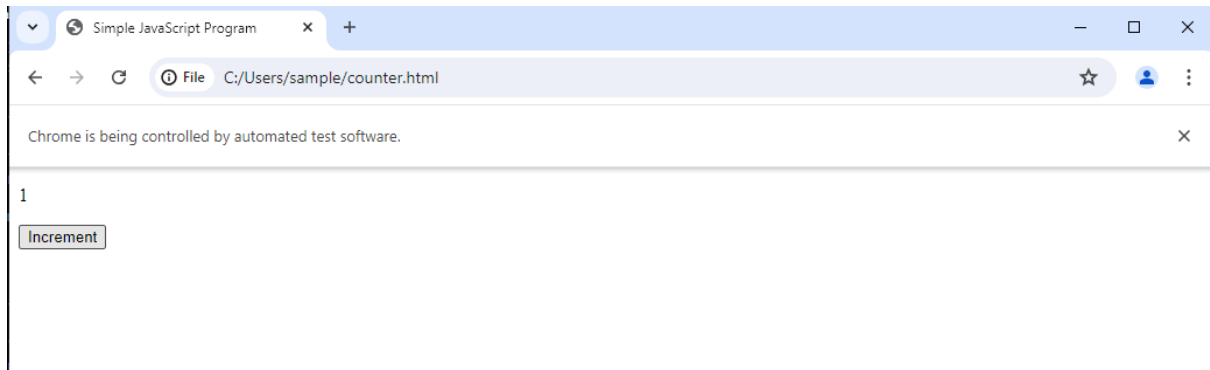 Simple JavaScript Program
File C:/Users/sample/counter.html
Chrome is being controlled by automated test software.
1
Increment